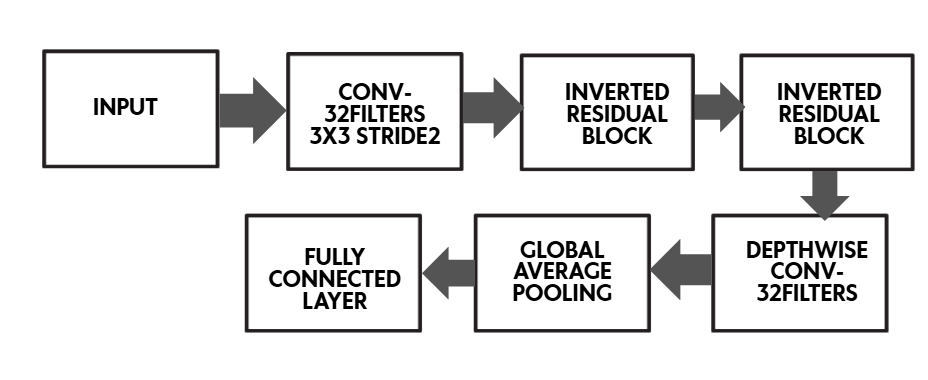 INPUT
CONV-
32FILTERS
3X3 STRIDE2
INVERTED
RESIDUAL
BLOCK
INVERTED
RESIDUAL
BLOCK
DEPTHWISE
CONV-
32FILTERS
GLOBAL
AVERAGE
POOLING
FULLY
CONNECTED
LAYER